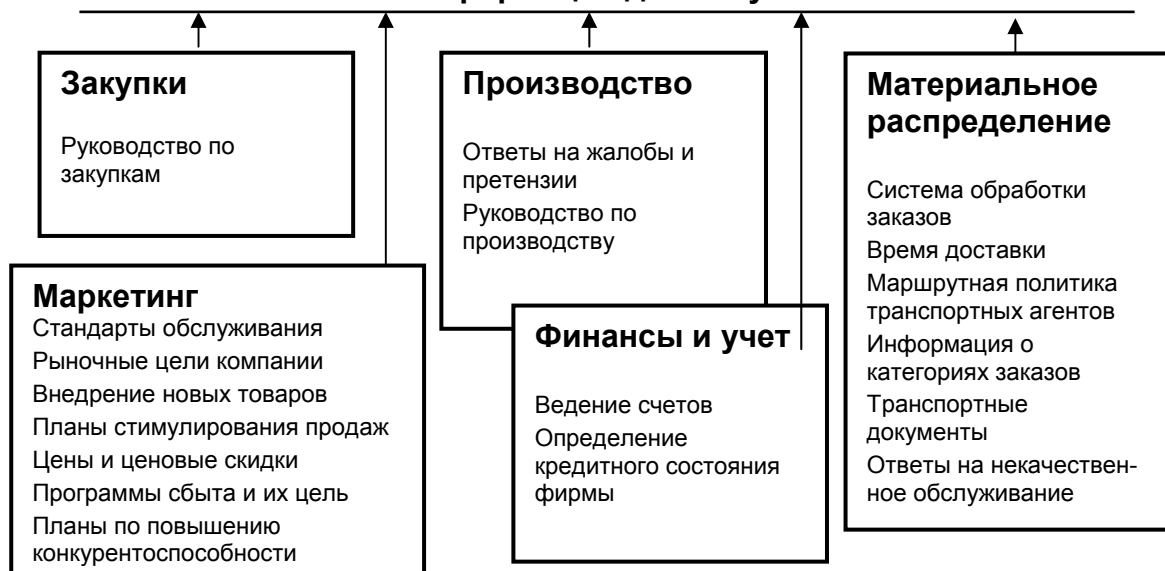 Закупки
Руководство по
закупкам
Производство
Ответы на жалобы и
претензии
Руководство по
производству
Материальное
распределение
Система обработки
заказов
Время доставки
Маршрутная политика
транспортных агентов
Информация о
категориях заказов
Транспортные
документы
Ответы на некачествен-
ное обслуживание
Маркетинг
Стандарты обслуживания
Рыночные цели компании
Внедрение новых товаров
Планы стимулирования продаж
Цены и ценовые скидки
Программы сбыта и их цель
Планы по повышению
конкурентоспособности
Финансы и учет
Ведение счетов
Определение
кредитного состояния
фирмы